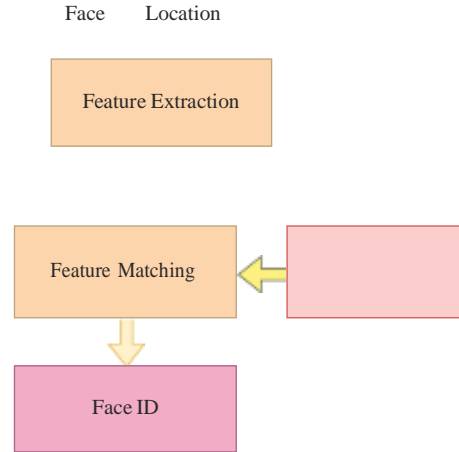 Face Location
Feature Extraction
Feature Matching
Face ID